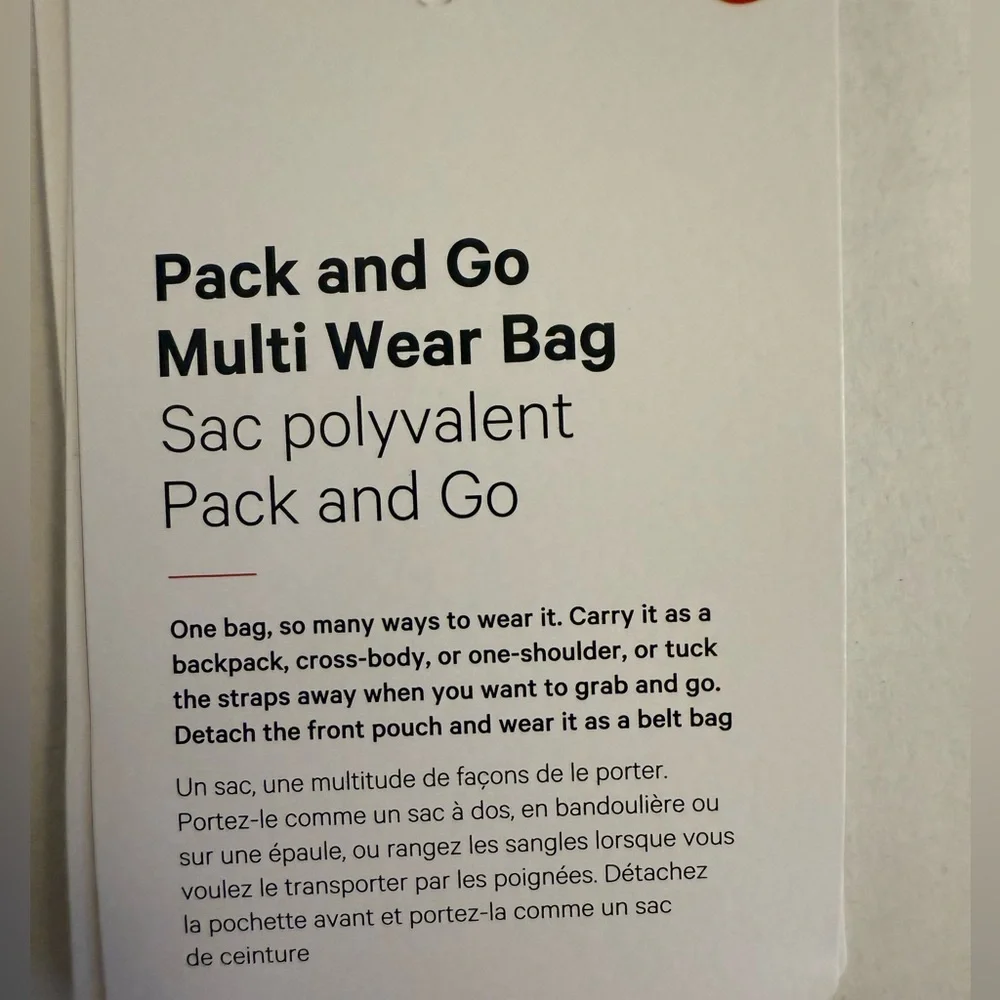 Pack and Go
Multi Wear Bag
Sac polyvalent
Pack and Go
One bag, so many ways to wear it. Carry it as a
backpack, cross-body, or one-shoulder, or tuck
the straps away when you want to grab and go.
Detach the front pouch and wear it as a belt bag
Un sac, une multitude de façons de le porter.
Portez-le comme un sac à dos, en bandoulière ou
sur une épaule, ou rangez les sangles lorsque vous
voulez le transporter par les poignées. Détachez
la pochette avant et portez-la comme un sac
de ceinture